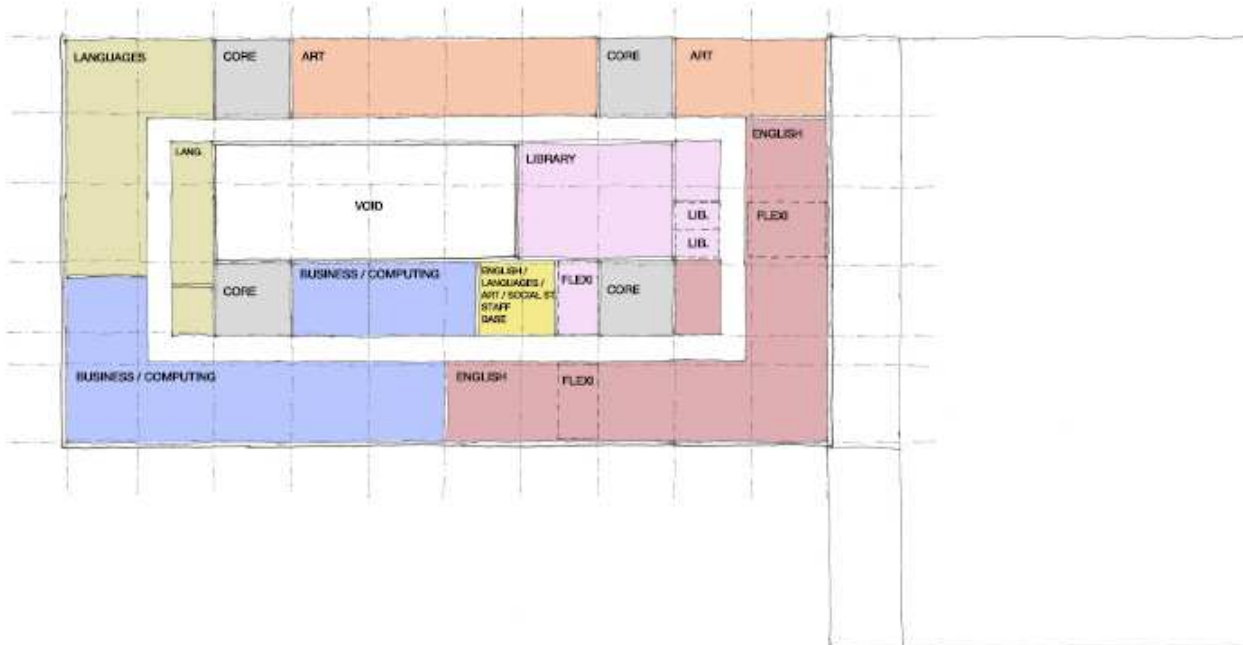 LANGUAGES
CORE
ART
CORE
ART
ENGLISH
LANG
LIBRARY
VOID
LIB.
FLEXI
LIB.
BUSINESS / COMPUTING
ENGLISH /
LANGUAGES /
ART / SOCIAL ST.
STAFF
BASE
FLEXI
CORE
CORE
BUSINESS / COMPUTING
ENGLISH
FLEXI